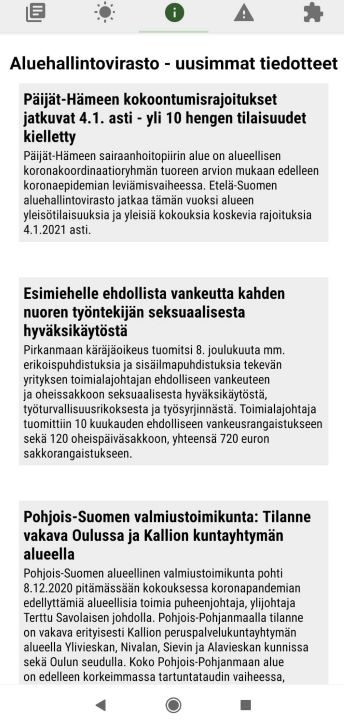 Aluehallintovirasto - uusimmat tiedotteet
Päijät-Hämeen kokoontumisrajoitukset
jatkuvat 4.1. asti - yli 10 hengen tilaisuudet
kielletty
Päijät-Hämeen sairaanhoitopiirin alue on alueellisen
koronakoordinaatioryhmän tuoreen arvion mukaan edelleen
koronaepidemian leviämisvaiheessa. Etelä-Suomen
aluehallintovirasto jatkaa tämän vuoksi alueen
yleisötilaisuuksia ja yleisiä kokouksia koskevia rajoituksia
4.1.2021 asti.
Esimiehelle ehdollista vankeutta kahden
nuoren työntekijän seksuaalisesta
hyväksikäytöstä
Pirkanmaan käräjäoikeus tuomitsi 8. joulukuuta mm.
erikoispuhdistuksia ja sisäilmapuhdistuksia tekevän
yrityksen toimialajohtajan ehdolliseen vankeuteen
ja oheissakkoon seksuaalisesta hyväksikäytöstä,
työturvallisuusrikoksesta ja työsyrjinnästä. Toimialajohtaja
tuomittiin 10 kuukauden ehdolliseen vankeusrangaistukseen
sekä 120 oheispäiväsakkoon, yhteensä 720 euron
sakkorangaistukseen.
Pohjois-Suomen valmiustoimikunta: Tilanne
vakava Oulussa ja Kallion kuntayhtymän
alueella
Pohjois-Suomen alueellinen valmiustoimikunta pohti
8.12.2020 pitämässään kokouksessa koronapandemian
edellyttämiä alueellisia toimia puheenjohtaja, ylijohtaja
Terttu Savolaisen johdolla. Pohjois-Pohjanmaalla tilanne
on vakava erityisesti Kallion peruspalvelukuntayhtymän
alueella Ylivieskan, Nivalan, Sievin ja Alavieskan kunnissa
sekä Oulun seudulla. Koko Pohjois-Pohjanmaan alue
on edelleen korkeimmassa tartuntataudin vaiheessa,